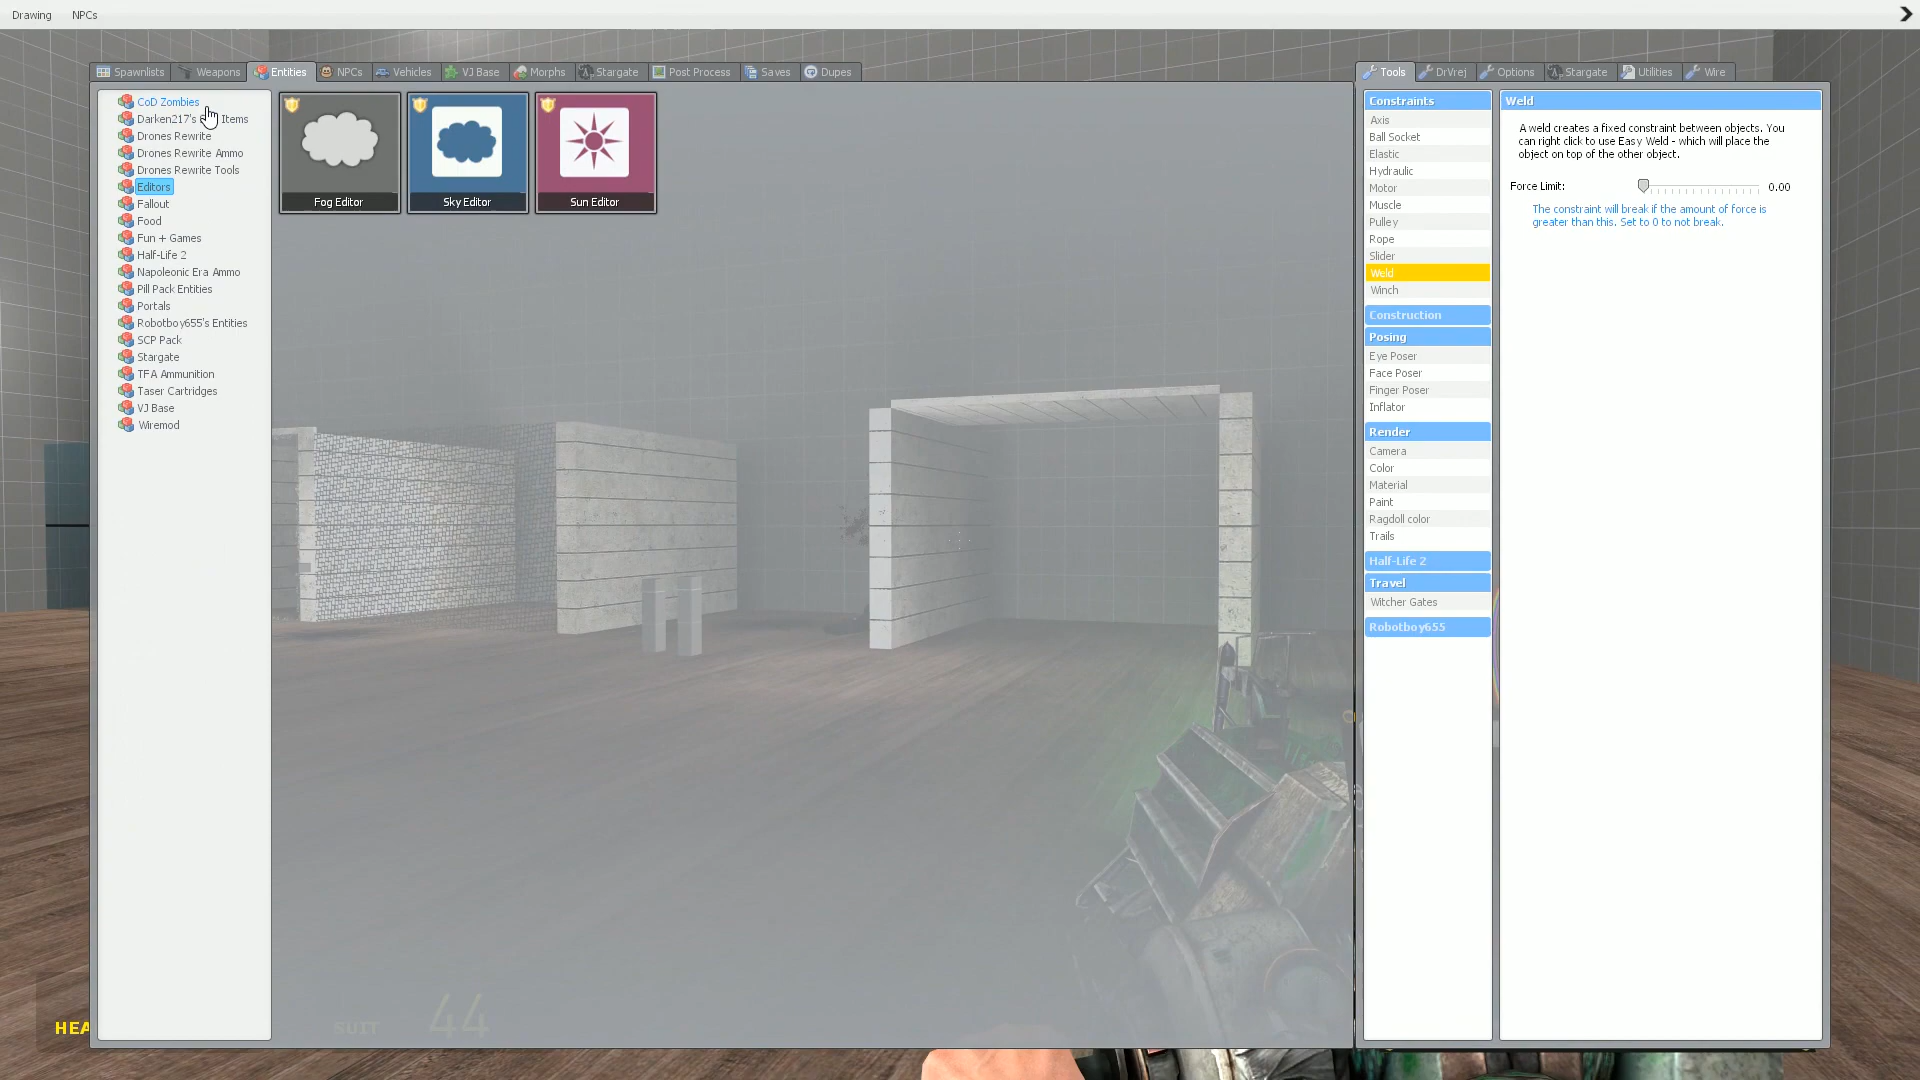 Drawing NPCs
Spawnlists Weapons Entities NPCs Vehicles VJ Base Morphs Stargate Post Process Saves Dupes
CoD Zombies
Darken217's Items
Drones Rewrite
Drones Rewrite Ammo
Drones Rewrite Tools
Editors
Fallout
Food
Fun + Games
Half-Life 2
Napoleonic Era Ammo
Pill Pack Entities
Portals
Robotboy655's Entities
SCP Pack
Stargate
TFA Ammunition
Taser Cartridges
VJ Base
Wiremod
Fog Editor
Sky Editor
Sun Editor
HEA
SUIT 44
Tools DrVrej Options Stargate Utilities Wire
Constraints
Axis
Ball Socket
Elastic
Hydraulic
Motor
Muscle
Pulley
Rope
Slider
Weld
Winch
Construction
Posing
Eye Poser
Face Poser
Finger Poser
Inflator
Render
Camera
Color
Material
Paint
Ragdoll color
Trails
Half-Life 2
Travel
Witcher Gates
Robotboy655
Weld
A weld creates a fixed constraint between objects. You
can right click to use Easy Weld - which will place the
object on top of the other object.
Force Limit: 0.00
The constraint will break if the amount of force is
greater than this. Set to 0 to not break.